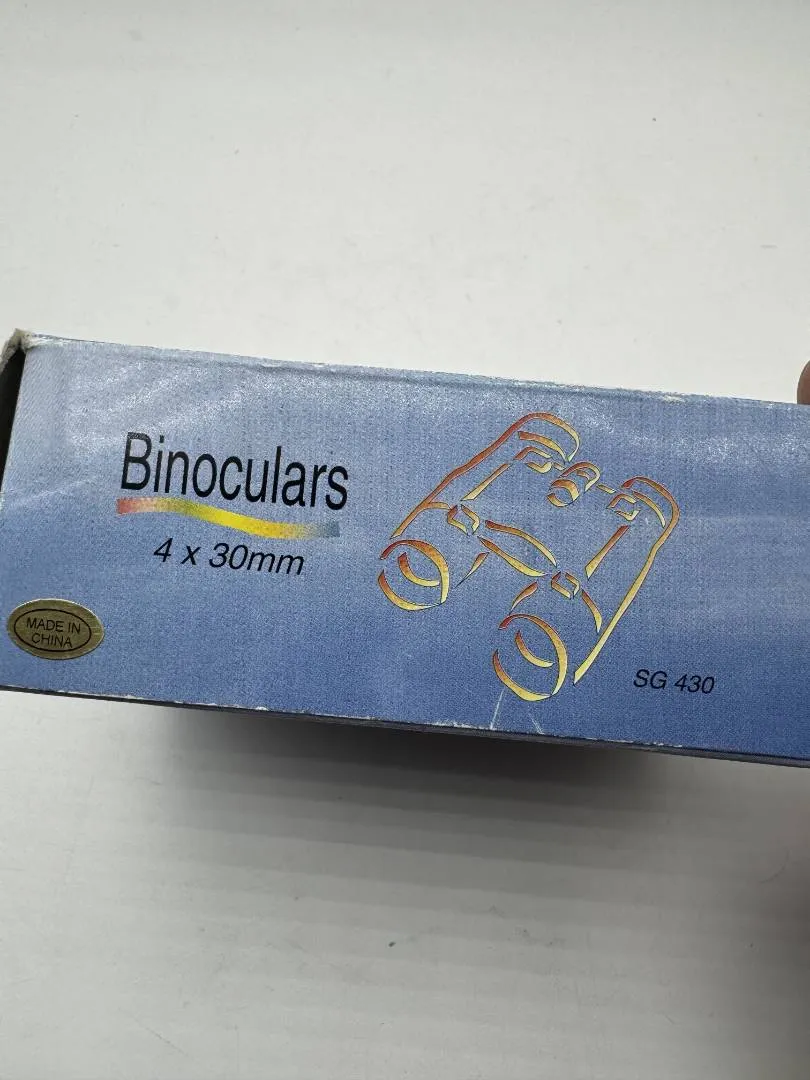 Binoculars
4 x 30mm
MADE IN
CHINA
SG 430